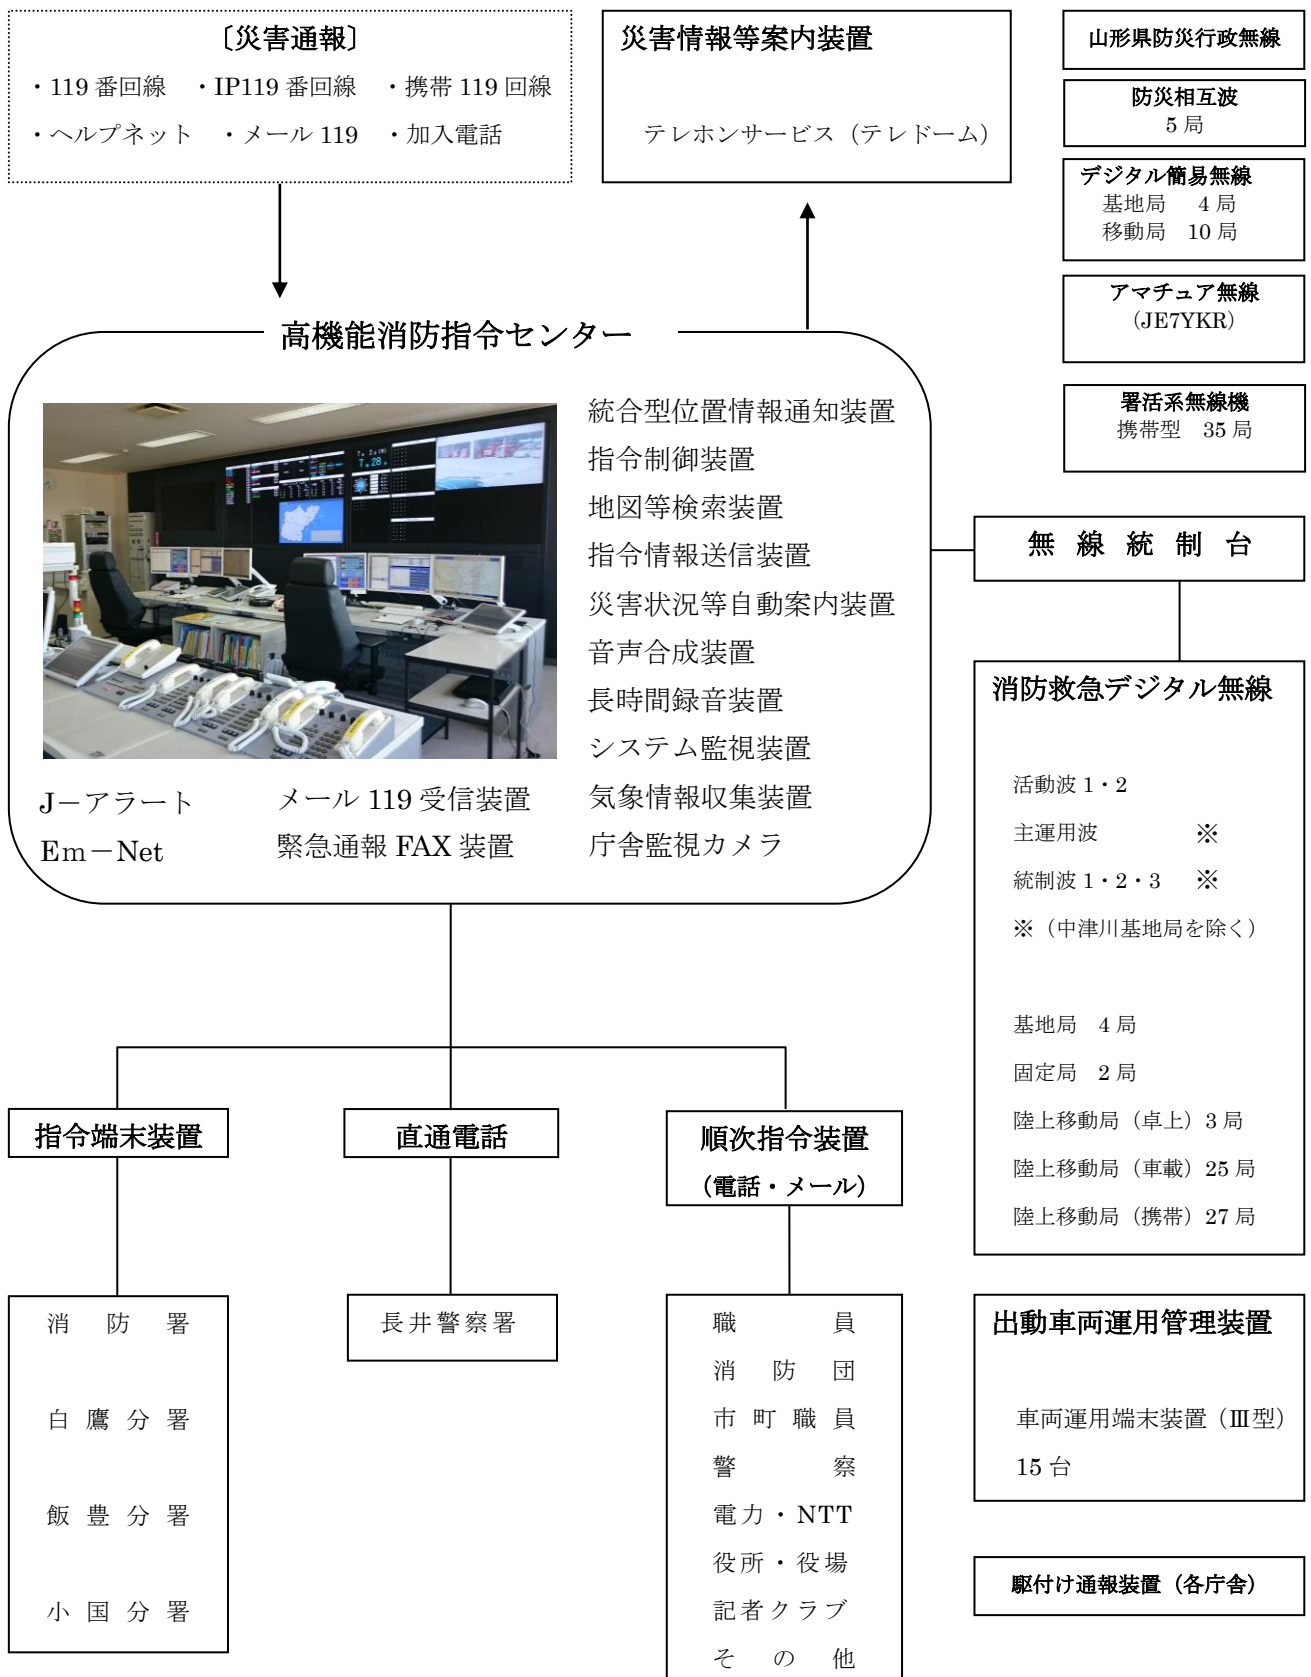 〔災害通報〕
・119番回線　・IP119番回線　・携帯119回線
・ヘルプネット　・メール119　・加入電話
災害情報等案内装置
テレホンサービス（テレドーム）
山形県防災行政無線
防災相互波
5局
デジタル簡易無線
基地局　4局
移動局　10局
アマチュア無線
（JE7YKR）
署活系無線機
携帯型　35局
高機能消防指令センター
統合型位置情報通知装置
指令制御装置
地図等検索装置
指令情報送信装置
災害状況等自動案内装置
音声合成装置
長時間録音装置
システム監視装置
J－アラート　メール119受信装置　気象情報収集装置
Em－Net　緊急通報FAX装置　庁舎監視カメラ
無線統制台
消防救急デジタル無線
活動波1・2
主運用波　※
統制波1・2・3　※
※（中津川基地局を除く）
基地局　4局
固定局　2局
陸上移動局（卓上）3局
陸上移動局（車載）25局
陸上移動局（携帯）27局
指令端末装置
消防署
白鷹分署
飯豊分署
小国分署
直通電話
長井警察署
順次指令装置
（電話・メール）
職員
消防団
市町職員
警察
電力・NTT
役所・役場
記者クラブ
その他
出動車両運用管理装置
車両運用端末装置（Ⅲ型）
15台
駆付け通報装置（各庁舎）